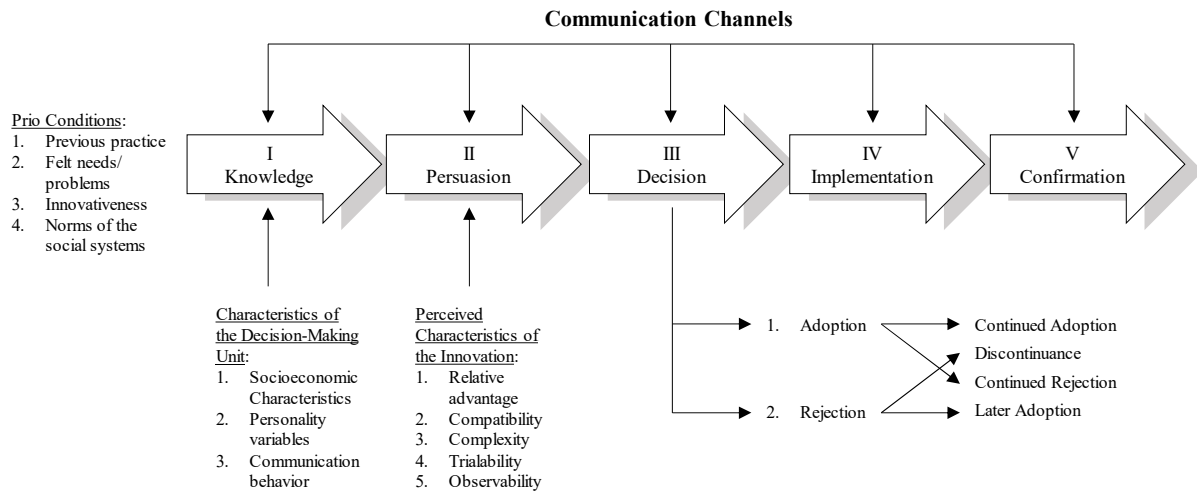 Communication Channels
Prio Conditions:
1. Previous practice
2. Felt needs/
problems
3. Innovativeness
4. Norms of the
social systems
I
Knowledge
II
Persuasion
III
Decision
IV
Implementation
V
Confirmation
Characteristics of
the Decision-Making
Unit:
1. Socioeconomic
Characteristics
2. Personality
variables
3. Communication
behavior
Perceived
Characteristics of
the Innovation:
1. Relative
advantage
2. Compatibility
3. Complexity
4. Trialability
5. Observability
1. Adoption
2. Rejection
Continued Adoption
Discontinuance
Continued Rejection
Later Adoption